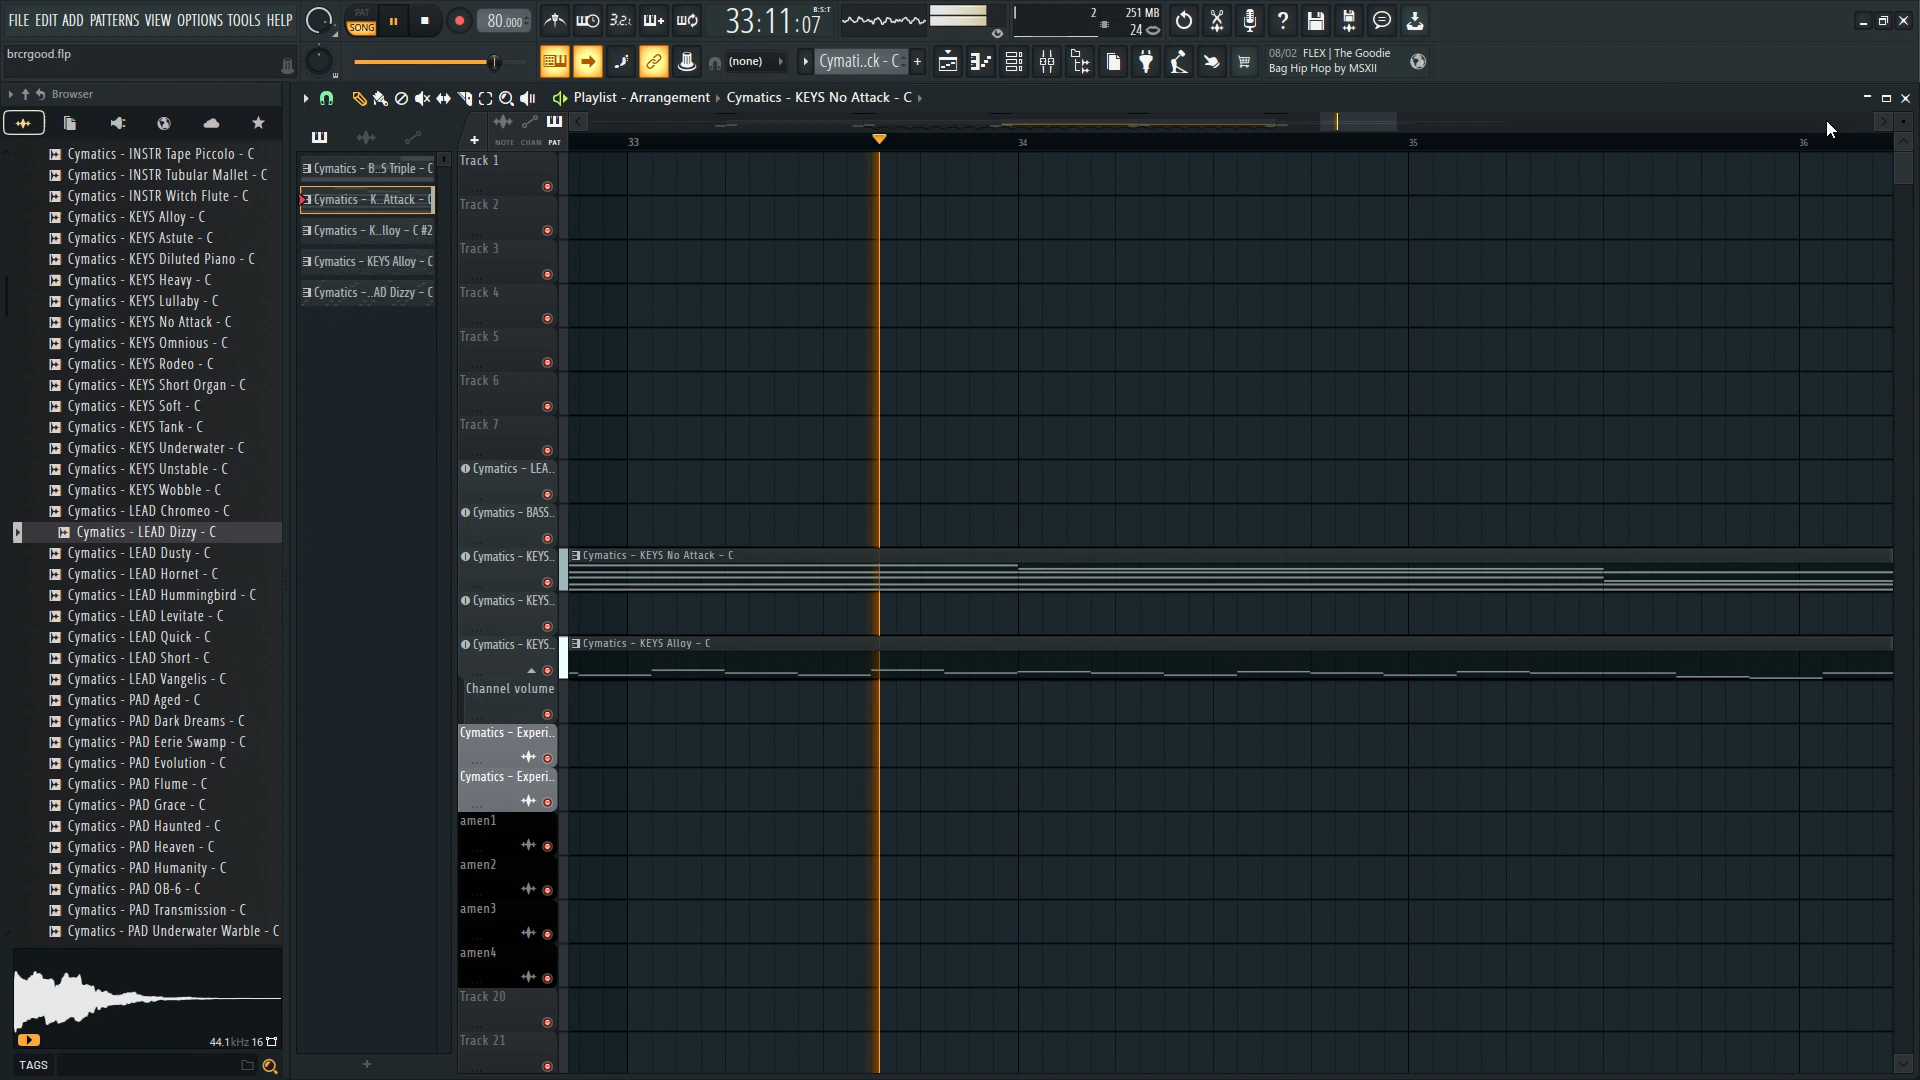 FILE EDIT ADD PATTERNS VIEW OPTIONS TOOLS HELP
PAT
SONG
80.000
3.2.
33:11:07
B:S:T
2
251 MB
24
brcrgood.flp
(none)
Cymati..ck - C
08/02 FLEX | The Goodie
Bag Hip Hop by MSXII
Browser
Playlist - Arrangement › Cymatics - KEYS No Attack - C ›
NOTE CHAN PAT
33
34
35
36
Cymatics - INSTR Tape Piccolo - C
Cymatics - INSTR Tubular Mallet - C
Cymatics - INSTR Witch Flute - C
Cymatics - KEYS Alloy - C
Cymatics - KEYS Astute - C
Cymatics - KEYS Diluted Piano - C
Cymatics - KEYS Heavy - C
Cymatics - KEYS Lullaby - C
Cymatics - KEYS No Attack - C
Cymatics - KEYS Omnious - C
Cymatics - KEYS Rodeo - C
Cymatics - KEYS Short Organ - C
Cymatics - KEYS Soft - C
Cymatics - KEYS Tank - C
Cymatics - KEYS Underwater - C
Cymatics - KEYS Unstable - C
Cymatics - KEYS Wobble - C
Cymatics - LEAD Chromeo - C
Cymatics - LEAD Dizzy - C
Cymatics - LEAD Dusty - C
Cymatics - LEAD Hornet - C
Cymatics - LEAD Hummingbird - C
Cymatics - LEAD Levitate - C
Cymatics - LEAD Quick - C
Cymatics - LEAD Short - C
Cymatics - LEAD Vangelis - C
Cymatics - PAD Aged - C
Cymatics - PAD Dark Dreams - C
Cymatics - PAD Eerie Swamp - C
Cymatics - PAD Evolution - C
Cymatics - PAD Flume - C
Cymatics - PAD Grace - C
Cymatics - PAD Haunted - C
Cymatics - PAD Heaven - C
Cymatics - PAD Humanity - C
Cymatics - PAD OB-6 - C
Cymatics - PAD Transmission - C
Cymatics - PAD Underwater Warble - C
44.1kHz 16
TAGS
Cymatics - B..S Triple - C
Cymatics - K..Attack - C
Cymatics - K..lloy - C #2
Cymatics - KEYS Alloy - C
Cymatics -..AD Dizzy - C
Track 1
Track 2
Track 3
Track 4
Track 5
Track 6
Track 7
Cymatics - LEA..
Cymatics - BASS..
Cymatics - KEYS..
Cymatics - KEYS No Attack - C
Cymatics - KEYS..
Cymatics - KEYS..
Cymatics - KEYS Alloy - C
Channel volume
Cymatics - Experi..
Cymatics - Experi..
amen1
amen2
amen3
amen4
Track 20
Track 21